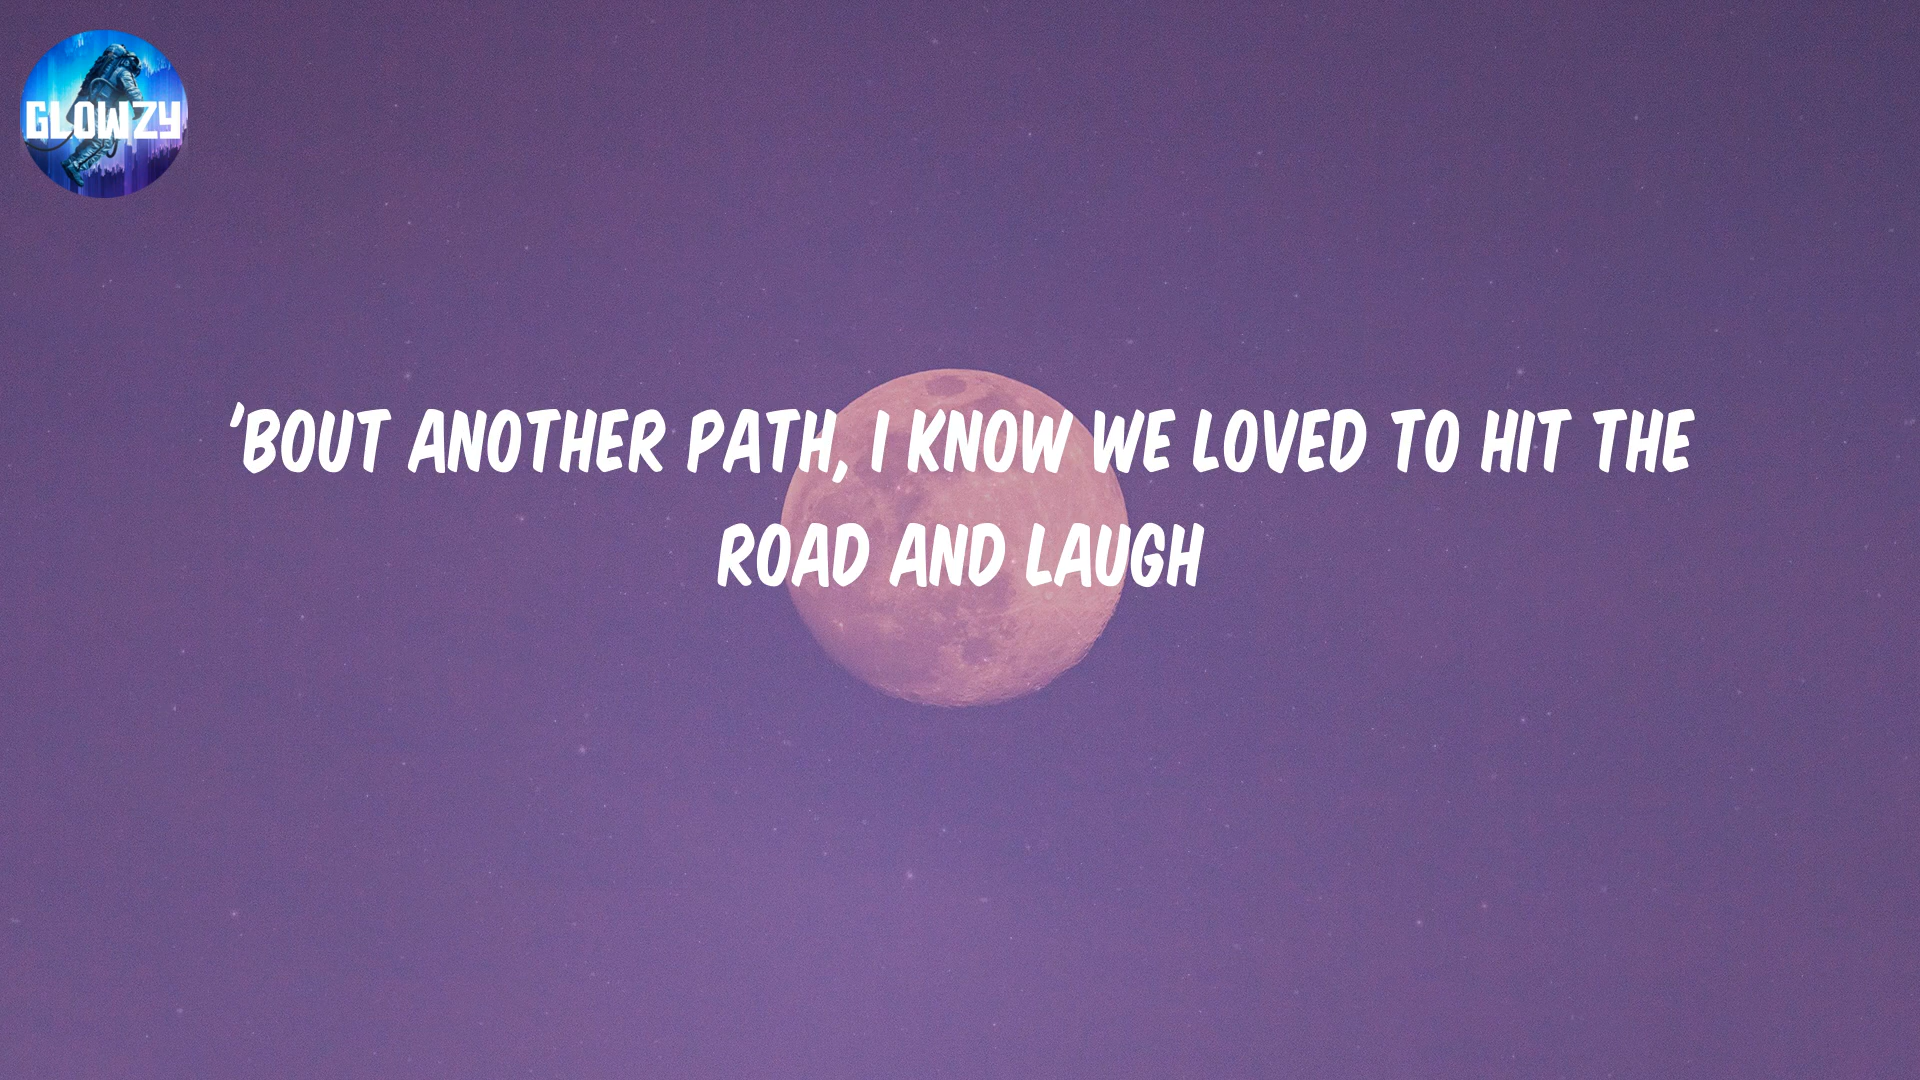 GLOWZY
'BOUT ANOTHER PATH, I KNOW WE LOVED TO HIT THE
ROAD AND LAUGH